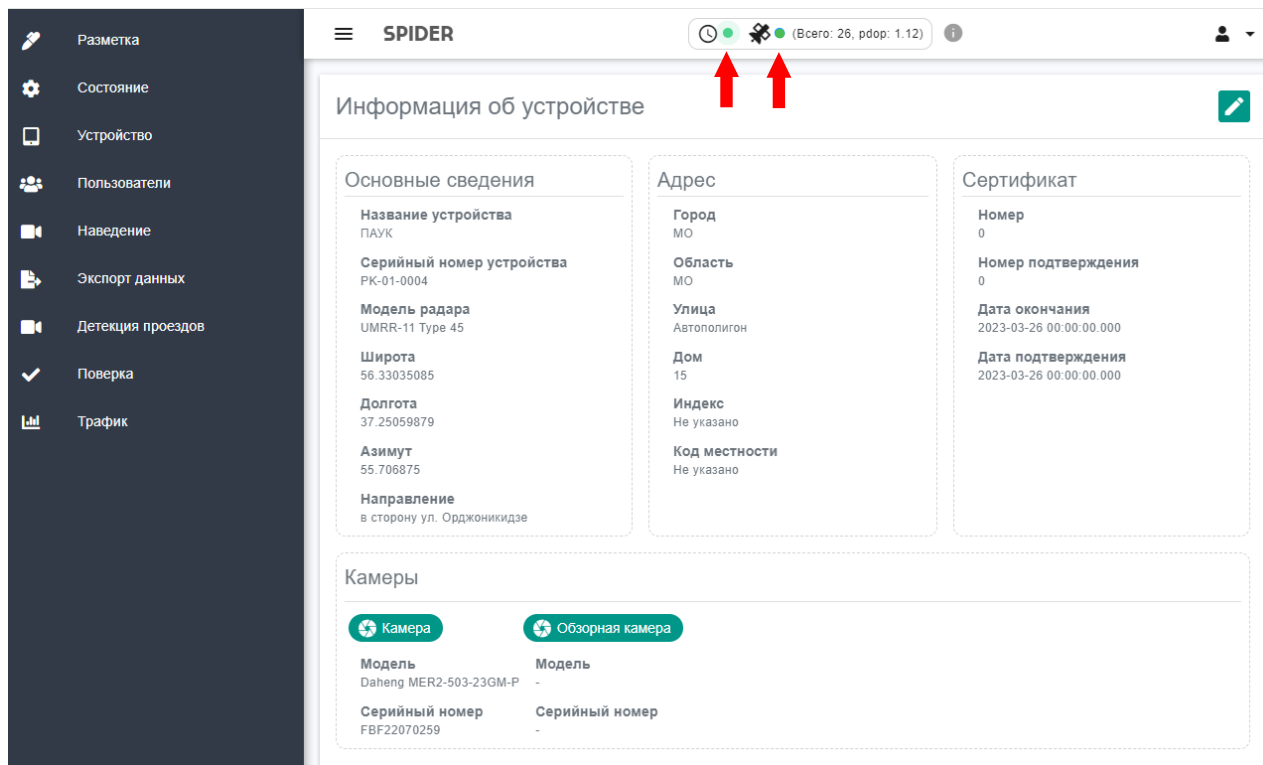 Разметка
Состояние
Устройство
Пользователи
Наведение
Экспорт данных
Детекция проездов
Поверка
Трафик
SPIDER
(Всего: 26, pdop: 1.12)
Информация об устройстве
Основные сведения
Название устройства
ПАУК
Серийный номер устройства
РК-01-0004
Модель радара
UMRR-11 Type 45
Широта
56.33035085
Долгота
37.25059879
Азимут
55.706875
Направление
в сторону ул. Орджоникидзе
Адрес
Город
МО
Область
МО
Улица
Автополигон
Дом
15
Индекс
Не указано
Код местности
Не указано
Сертификат
Номер
0
Номер подтверждения
0
Дата окончания
2023-03-26 00:00:00.000
Дата подтверждения
2023-03-26 00:00:00.000
Камеры
Камера
Модель
Daheng MER2-503-23GM-P
Серийный номер
FBF22070259
Обзорная камера
Модель
-
Серийный номер
-